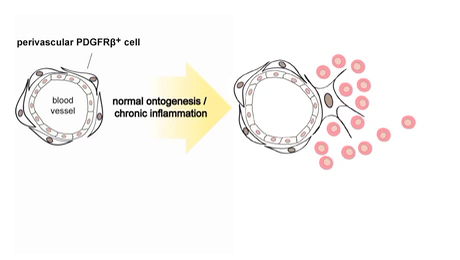 perivascular PDGFRβ⁺ cell
blood
vessel
normal ontogenesis /
chronic inflammation